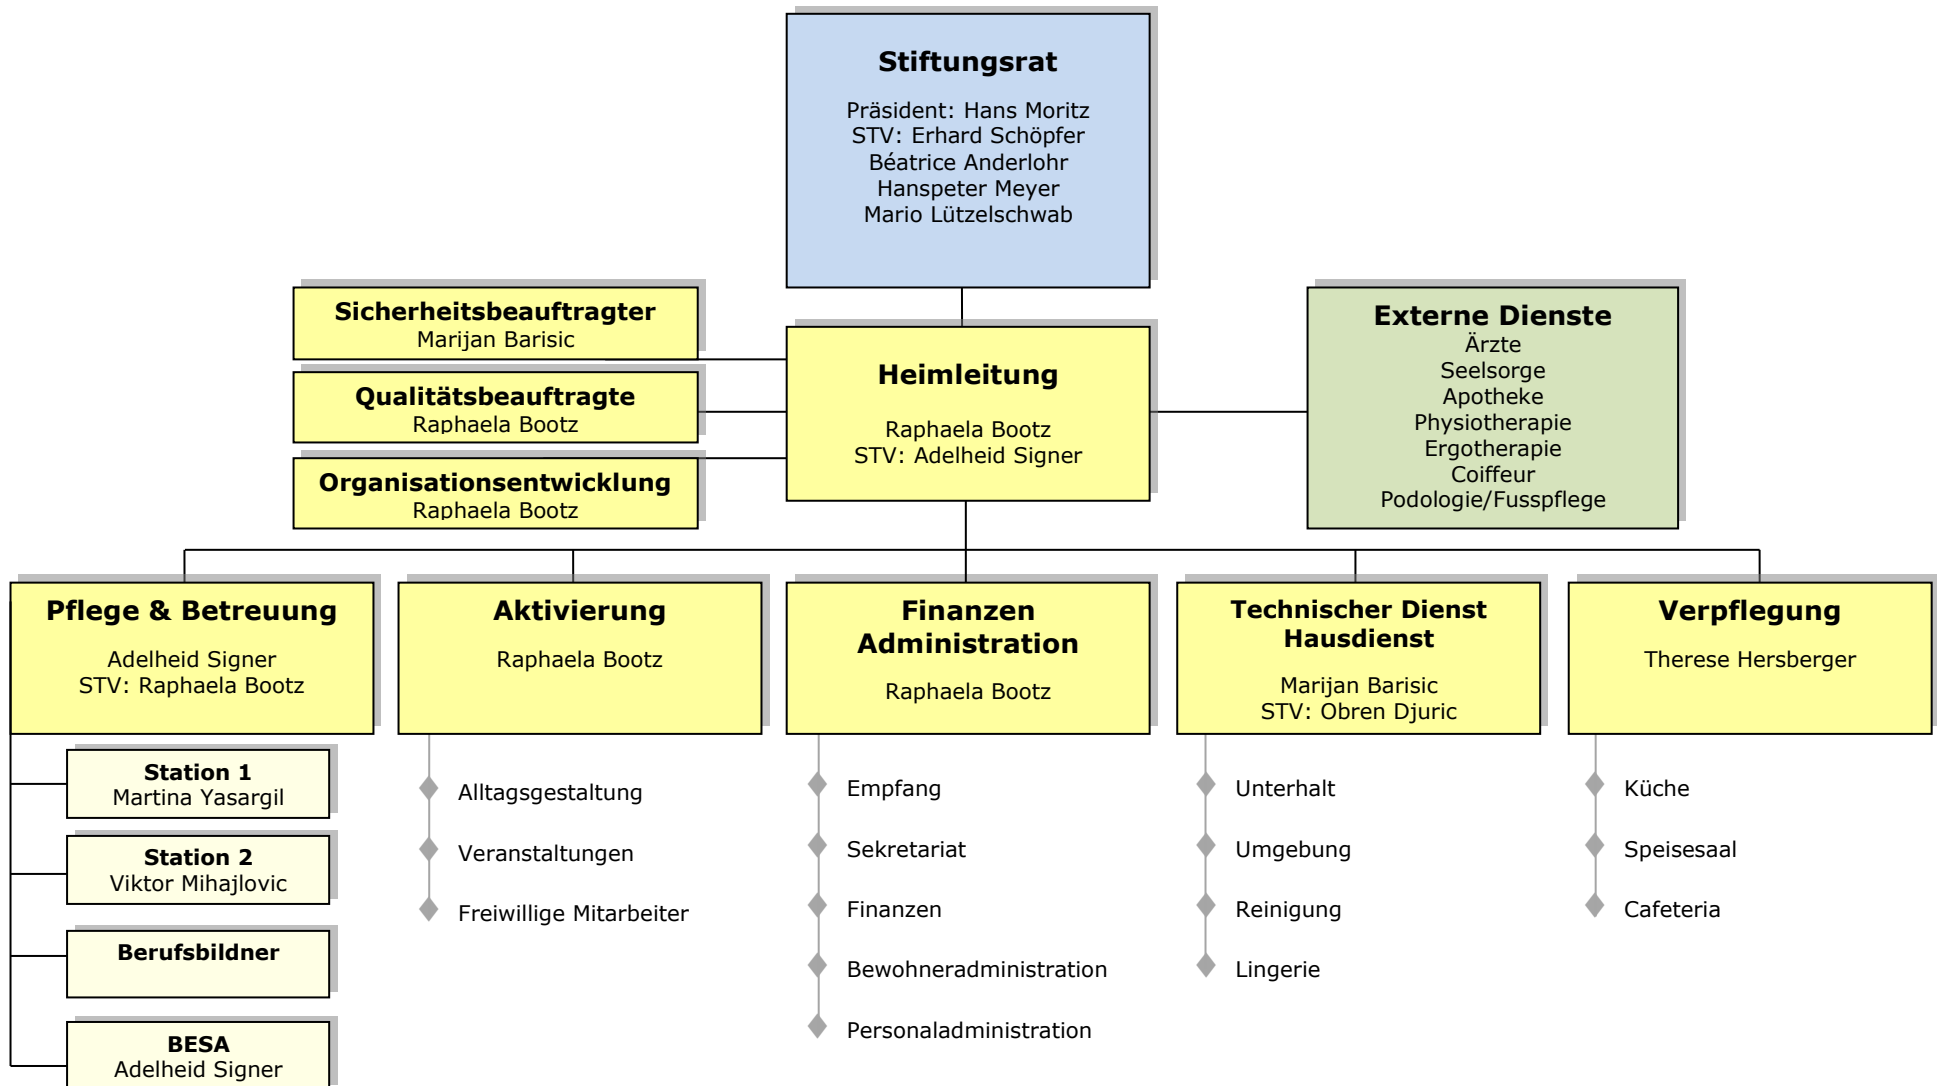 Stiftungsrat
Präsident: Hans Moritz
STV: Erhard Schöpfer
Béatrice Anderlohr
Hanspeter Meyer
Mario Lützelschwab
Sicherheitsbeauftragter
Marijan Barisic
Qualitätsbeauftragte
Raphaela Bootz
Organisationsentwicklung
Raphaela Bootz
Heimleitung
Raphaela Bootz
STV: Adelheid Signer
Externe Dienste
Ärzte
Seelsorge
Apotheke
Physiotherapie
Ergotherapie
Coiffeur
Podologie/Fusspflege
Pflege & Betreuung
Adelheid Signer
STV: Raphaela Bootz
Station 1
Martina Yasargil
Station 2
Viktor Mihajlovic
Berufsbildner
BESA
Adelheid Signer
Aktivierung
Raphaela Bootz
Alltagsgestaltung
Veranstaltungen
Freiwillige Mitarbeiter
Finanzen
Administration
Raphaela Bootz
Empfang
Sekretariat
Finanzen
Bewohneradministration
Personaladministration
Technischer Dienst
Hausdienst
Marijan Barisic
STV: Obren Djuric
Unterhalt
Umgebung
Reinigung
Lingerie
Verpflegung
Therese Hersberger
Küche
Speisesaal
Cafeteria